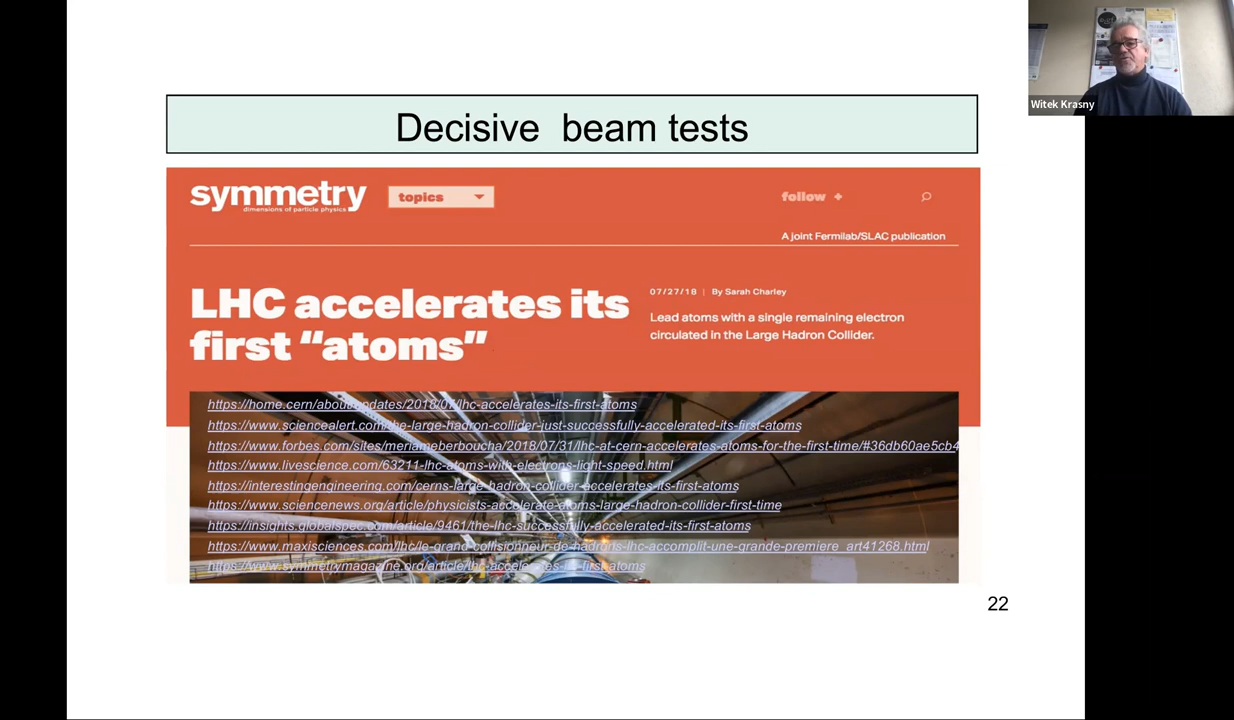 Witek Krasny
Decisive beam tests
symmetry
dimensions of particle physics
topics
follow +
A joint Fermilab/SLAC publication
LHC accelerates its
first “atoms”
07/27/18 | By Sarah Charley
Lead atoms with a single remaining electron
circulated in the Large Hadron Collider.
https://home.cern/about/updates/2018/07/lhc-accelerates-its-first-atoms
https://www.sciencealert.com/the-large-hadron-collider-just-successfully-accelerated-its-first-atoms
https://www.forbes.com/sites/meriameberboucha/2018/07/31/lhc-at-cern-accelerates-atoms-for-the-first-time/#36db60ae5cb4
https://www.livescience.com/63211-lhc-atoms-with-electrons-light-speed.html
https://interestingengineering.com/cerns-large-hadron-collider-accelerates-its-first-atoms
https://www.sciencenews.org/article/physicists-accelerate-atoms-large-hadron-collider-first-time
https://insights.globalspec.com/article/9461/the-lhc-successfully-accelerated-its-first-atoms
https://www.maxisciences.com/lhc/le-grand-collisionneur-de-hadrons-lhc-accomplit-une-grande-premiere_art41268.html
https://www.symmetrymagazine.org/article/lhc-accelerates-its-first-atoms
22